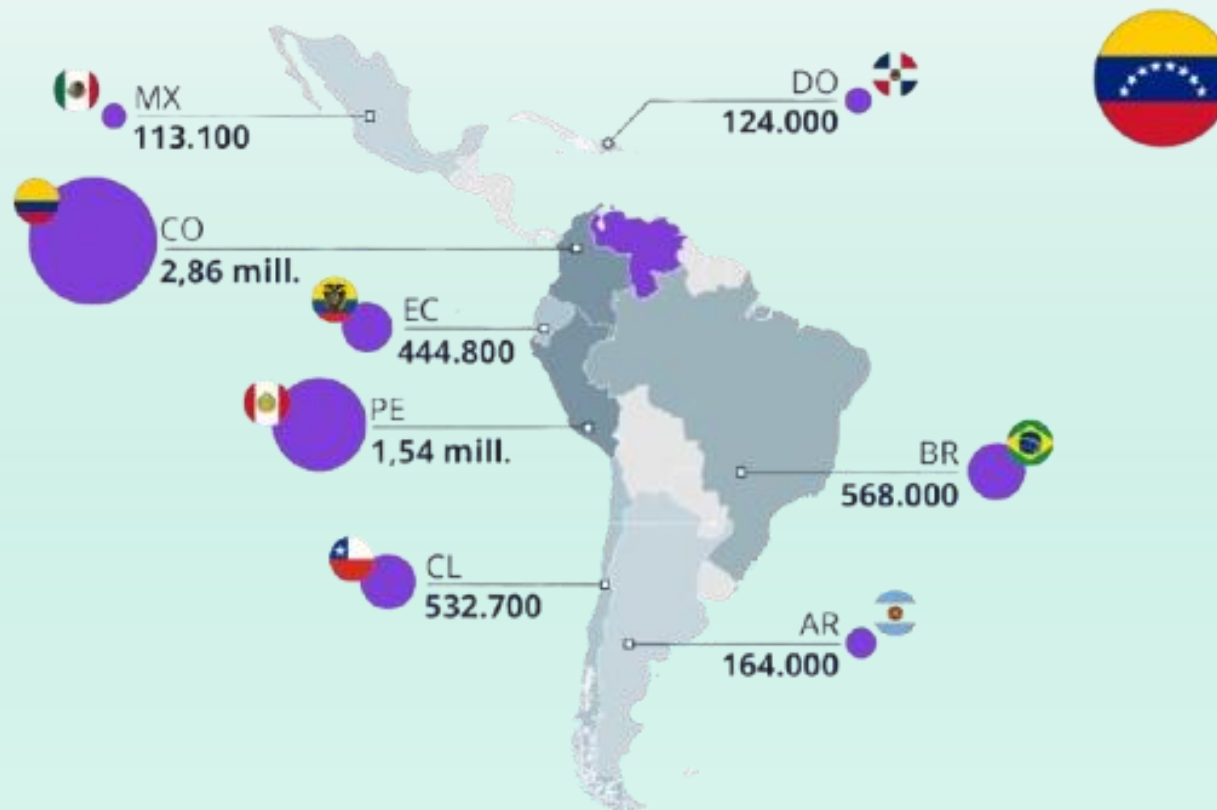 MX
113.100
DO
124.000
CO
2,86 mill.
EC
444.800
PE
1,54 mill.
BR
568.000
CL
532.700
AR
164.000